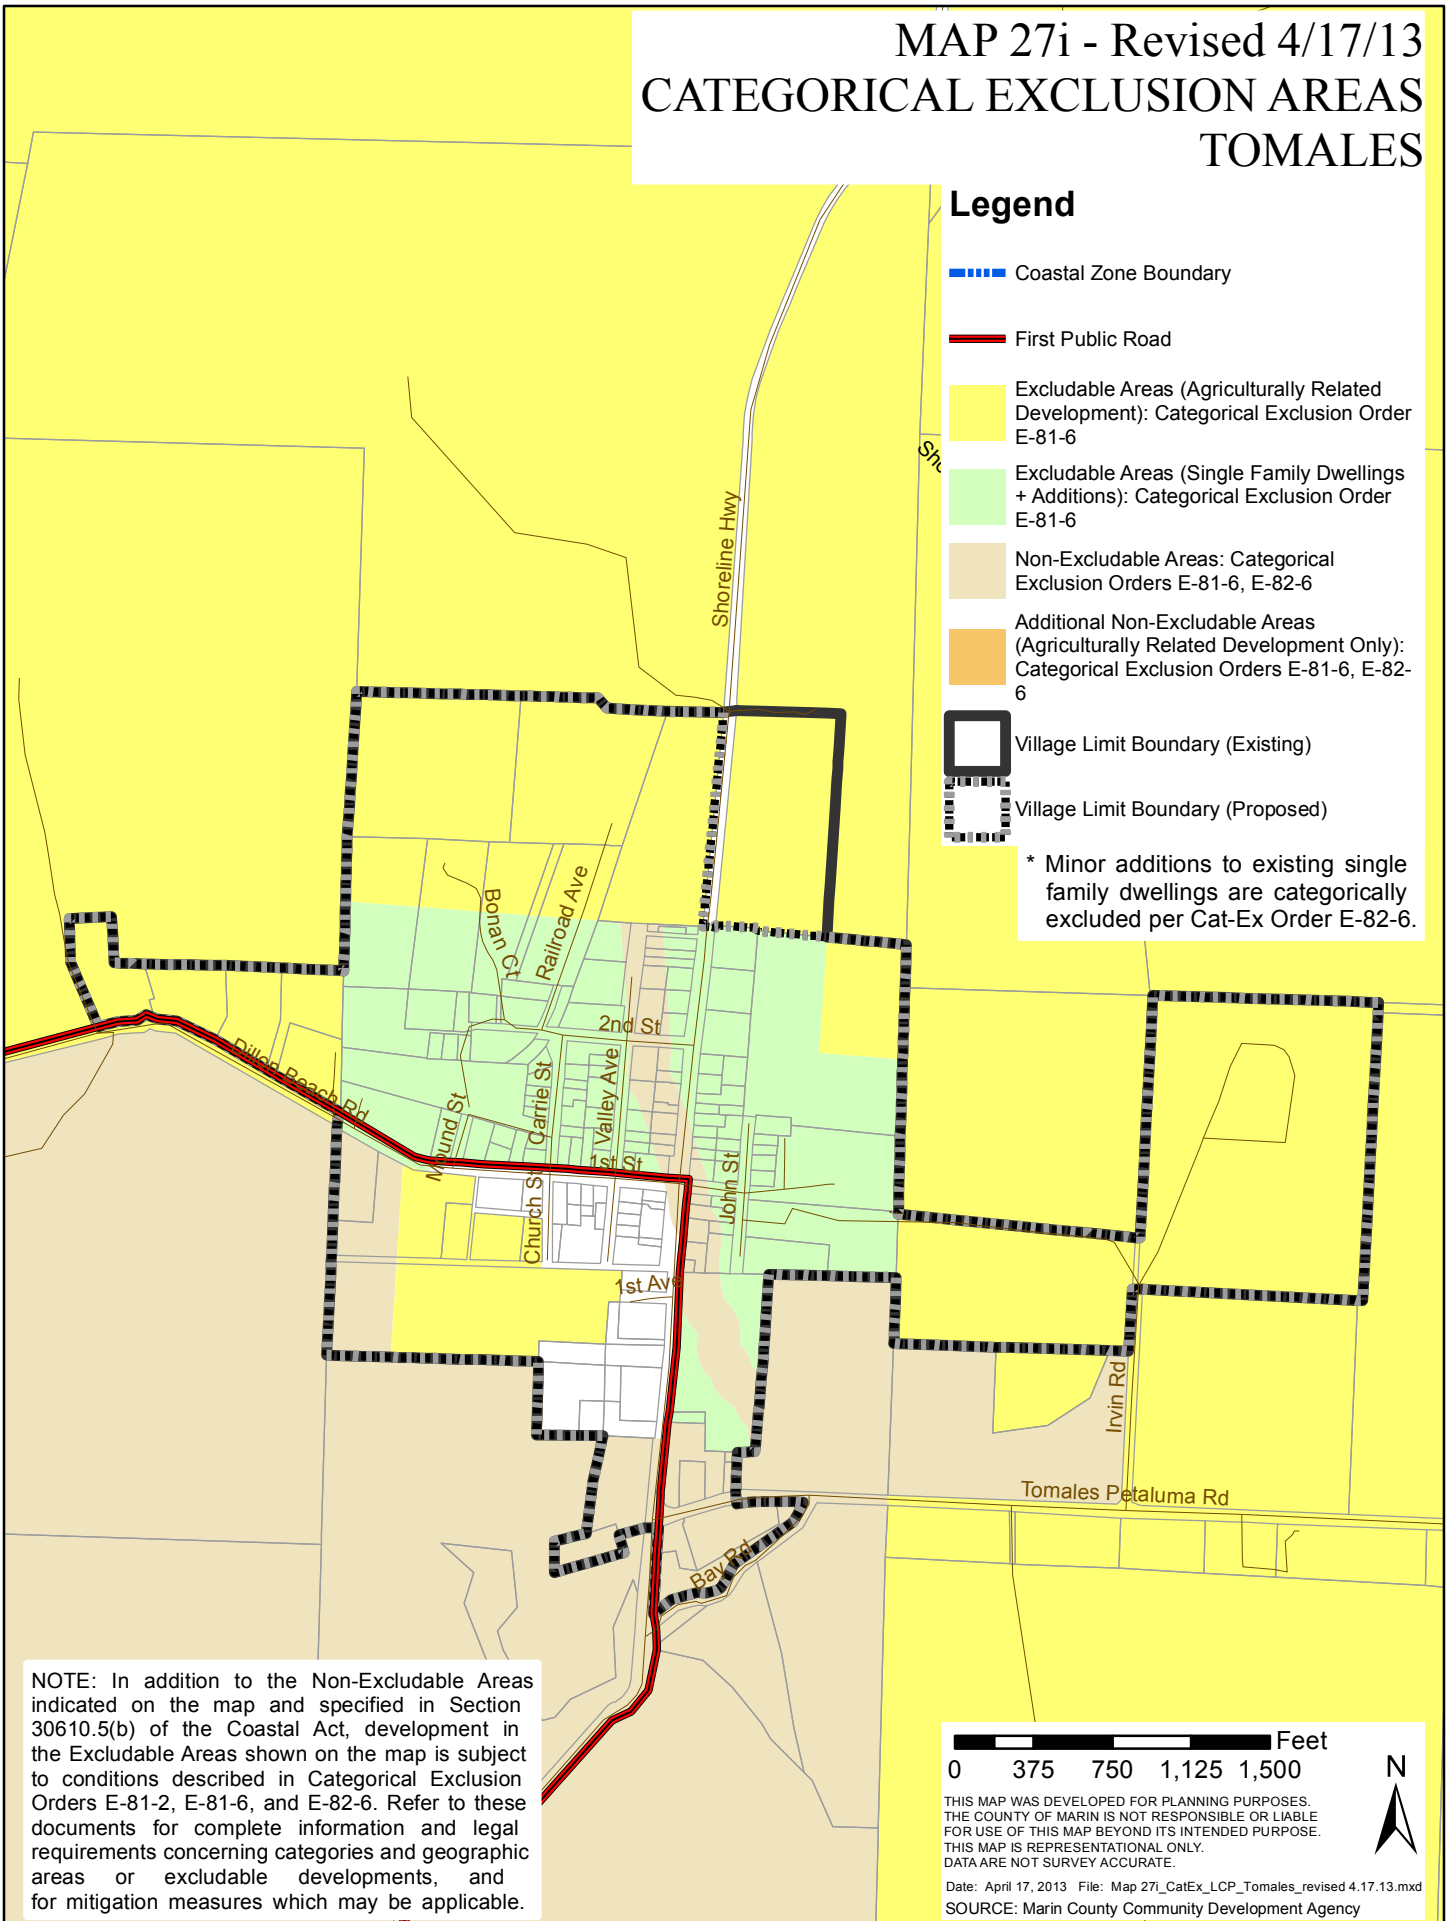 MAP 27i - Revised 4/17/13
CATEGORICAL EXCLUSION AREAS
TOMALES
Legend
Coastal Zone Boundary
First Public Road
Excludable Areas (Agriculturally Related
Development): Categorical Exclusion Order
E-81-6
Excludable Areas (Single Family Dwellings
+ Additions): Categorical Exclusion Order
E-81-6
Non-Excludable Areas: Categorical
Exclusion Orders E-81-6, E-82-6
Additional Non-Excludable Areas
(Agriculturally Related Development Only):
Categorical Exclusion Orders E-81-6, E-82-
6
Village Limit Boundary (Existing)
Village Limit Boundary (Proposed)
* Minor additions to existing single
family dwellings are categorically
excluded per Cat-Ex Order E-82-6.
Shoreline Hwy
Bonan Ct
Railroad Ave
2nd St
Dillon Beach Rd
Mound St
Carrie St
Valley Ave
1st St
John St
Church St
1st Ave
Irvin Rd
Tomales Petaluma Rd
Bay Rd
NOTE: In addition to the Non-Excludable Areas
indicated on the map and specified in Section
30610.5(b) of the Coastal Act, development in
the Excludable Areas shown on the map is subject
to conditions described in Categorical Exclusion
Orders E-81-2, E-81-6, and E-82-6. Refer to these
documents for complete information and legal
requirements concerning categories and geographic
areas or excludable developments, and
for mitigation measures which may be applicable.
Feet
0 375 750 1,125 1,500
N
THIS MAP WAS DEVELOPED FOR PLANNING PURPOSES.
THE COUNTY OF MARIN IS NOT RESPONSIBLE OR LIABLE
FOR USE OF THIS MAP BEYOND ITS INTENDED PURPOSE.
THIS MAP IS REPRESENTATIONAL ONLY.
DATA ARE NOT SURVEY ACCURATE.
Date: April 17, 2013 File: Map 27i_CatEx_LCP_Tomales_revised 4.17.13.mxd
SOURCE: Marin County Community Development Agency